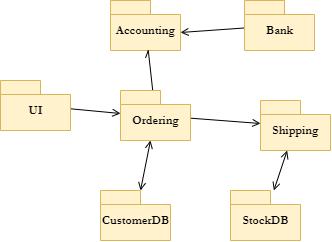 Accounting
Bank
UI
Ordering
Shipping
CustomerDB
StockDB